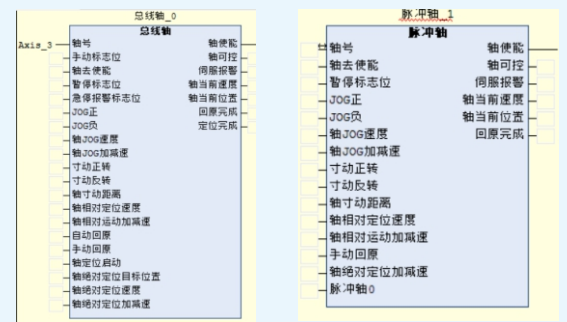 总线轴_0
总线轴
Axis_3
轴号
手动标志位
轴去使能
暂停标志位
急停报警标志位
JOG正
JOG负
轴JOG速度
轴JOG加减速
寸动正转
寸动反转
轴寸动距离
轴相对定位速度
轴相对运动加减速
自动回原
手动回原
轴定位启动
轴绝对定位目标位置
轴绝对定位速度
轴绝对定位加减速
轴使能
轴可控
伺服报警
轴当前速度
轴当前位置
回原完成
定位完成
脉冲轴_1
脉冲轴
轴号
轴去使能
暂停标志位
JOG正
JOG负
轴JOG速度
轴JOG加减速
寸动正转
寸动反转
轴寸动距离
轴相对定位速度
轴相对运动加减速
手动回原
轴绝对定位加减速
脉冲轴0
轴使能
轴可控
伺服报警
轴当前速度
轴当前位置
回原完成